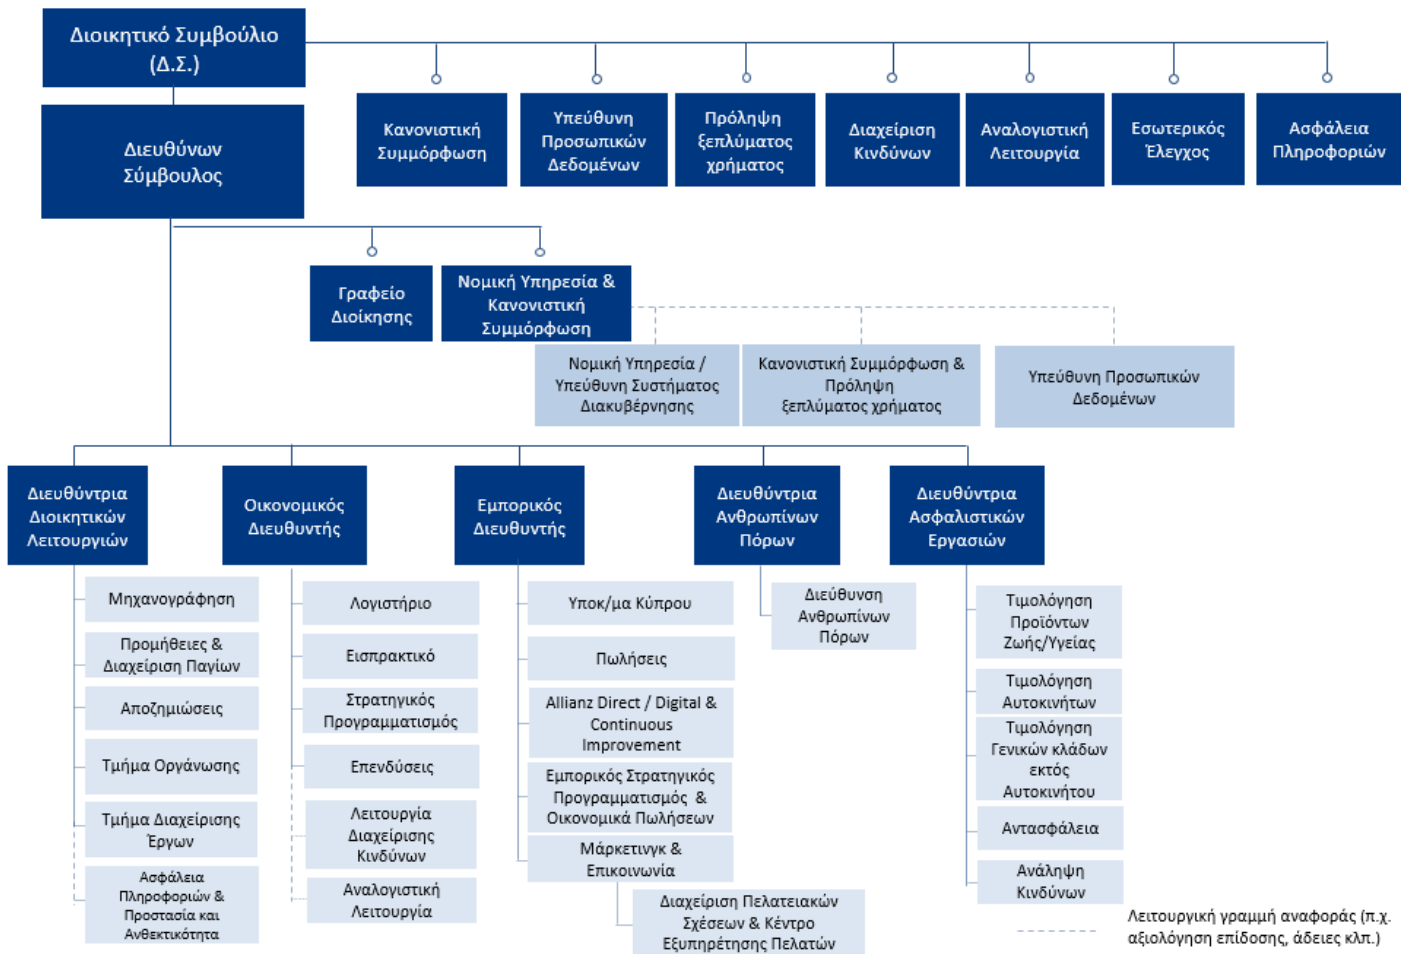 Διοικητικό Συμβούλιο
(Δ.Σ.)
Κανονιστική
Συμμόρφωση
Υπεύθυνη
Προσωπικών
Δεδομένων
Πρόληψη
ξεπλύματος
χρήματος
Διαχείριση
Κινδύνων
Αναλογιστική
Λειτουργία
Εσωτερικός
Έλεγχος
Ασφάλεια
Πληροφοριών
Διευθύνων
Σύμβουλος
Γραφείο
Διοίκησης
Νομική Υπηρεσία &
Κανονιστική
Συμμόρφωση
Νομική Υπηρεσία /
Υπεύθυνη Συστήματος
Διακυβέρνησης
Κανονιστική Συμμόρφωση &
Πρόληψη
ξεπλύματος χρήματος
Υπεύθυνη Προσωπικών
Δεδομένων
Διευθύντρια
Διοικητικών
Λειτουργιών
Μηχανογράφηση
Προμήθειες &
Διαχείριση Παγίων
Αποζημιώσεις
Τμήμα Οργάνωσης
Τμήμα Διαχείρισης
Έργων
Ασφάλεια
Πληροφοριών &
Προστασία και
Ανθεκτικότητα
Οικονομικός
Διευθυντής
Λογιστήριο
Εισπρακτικό
Στρατηγικός
Προγραμματισμός
Επενδύσεις
Λειτουργία
Διαχείρισης
Κινδύνων
Αναλογιστική
Λειτουργία
Εμπορικός
Διευθυντής
Υποκ/μα Κύπρου
Πωλήσεις
Allianz Direct / Digital &
Continuous
Improvement
Εμπορικός Στρατηγικός
Προγραμματισμός &
Οικονομικά Πωλήσεων
Μάρκετινγκ &
Επικοινωνία
Διαχείριση Πελατειακών
Σχέσεων & Κέντρο
Εξυπηρέτησης Πελατών
Διευθύντρια
Ανθρωπίνων
Πόρων
Διεύθυνση
Ανθρωπίνων
Πόρων
Διευθύντρια
Ασφαλιστικών
Εργασιών
Τιμολόγηση
Προϊόντων
Ζωής/Υγείας
Τιμολόγηση
Αυτοκινήτων
Τιμολόγηση
Γενικών κλάδων
εκτός
Αυτοκινήτου
Αντασφάλεια
Ανάληψη
Κινδύνων
Λειτουργική γραμμή αναφοράς (π.χ.
αξιολόγηση επίδοσης, άδειες κλπ.)